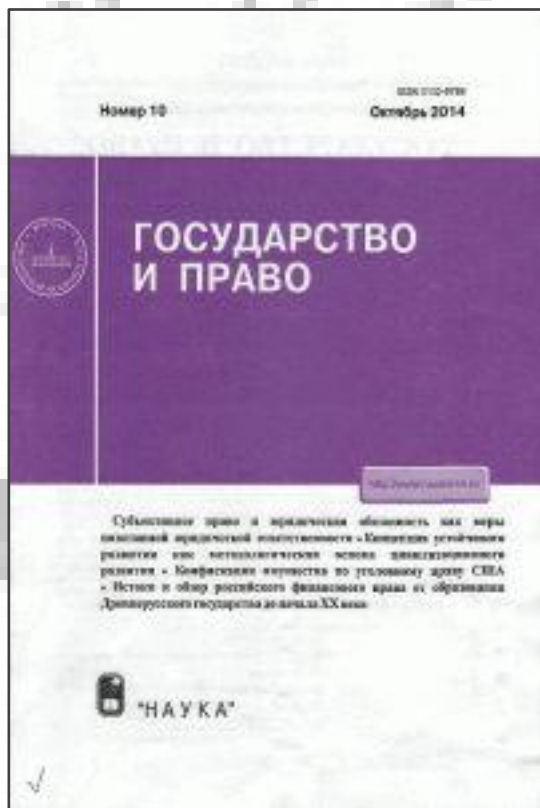 Номер 10
Октябрь 2014
ГОСУДАРСТВО
И ПРАВО
Субъективное право и юридическая обязанность как меры
позитивной юридической ответственности • Концепция устойчивого
развития как методологическая основа цивилизационного
развития • Конфискация имущества по уголовному праву США
• Истоки и обзор российского финансового права от образования
Древнерусского государства до начала XX века
"НАУКА"